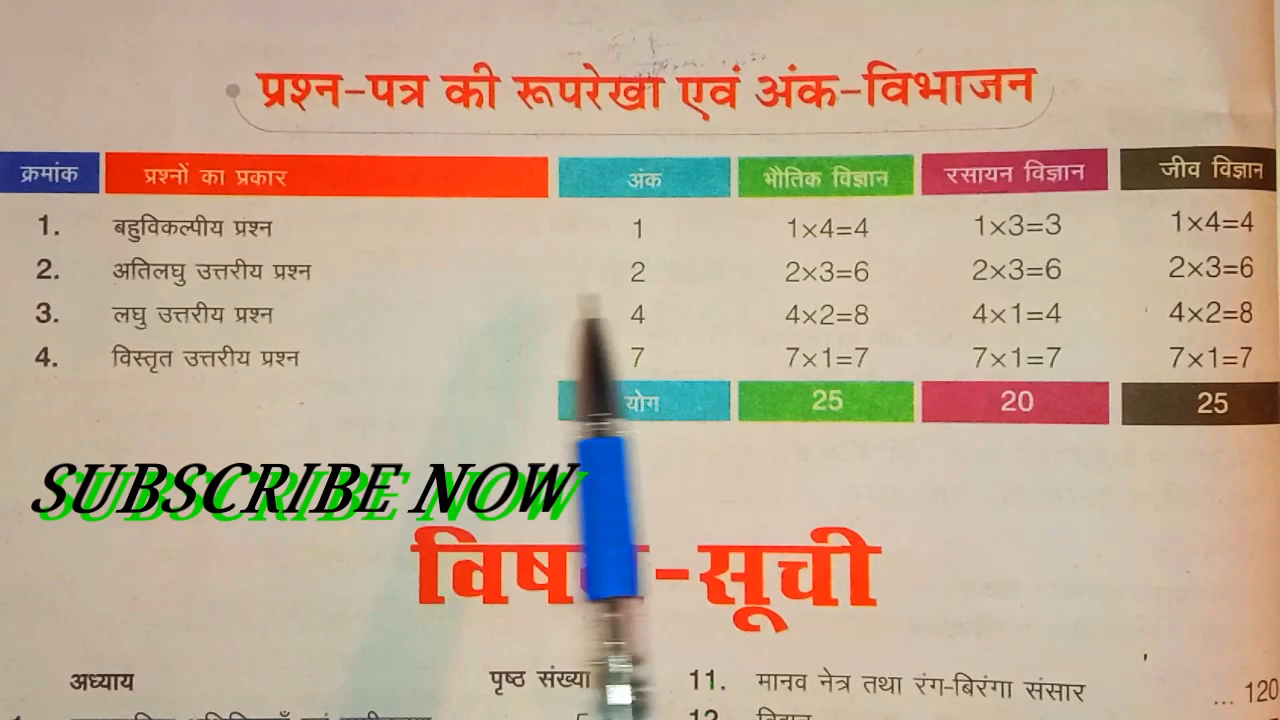 प्रश्न-पत्र की रूपरेखा एवं अंक-विभाजन
क्रमांक प्रश्नों का प्रकार अंक भौतिक विज्ञान रसायन विज्ञान जीव विज्ञान
1. बहुविकल्पीय प्रश्न 1 1×4=4 1×3=3 1×4=4
2. अतिलघु उत्तरीय प्रश्न 2 2×3=6 2×3=6 2×3=6
3. लघु उत्तरीय प्रश्न 4 4×2=8 4×1=4 4×2=8
4. विस्तृत उत्तरीय प्रश्न 7 7×1=7 7×1=7 7×1=7
योग 25 20 25
SUBSCRIBE NOW
विषय-सूची
अध्याय पृष्ठ संख्या
11. मानव नेत्र तथा रंग-बिरंगा संसार ... 120